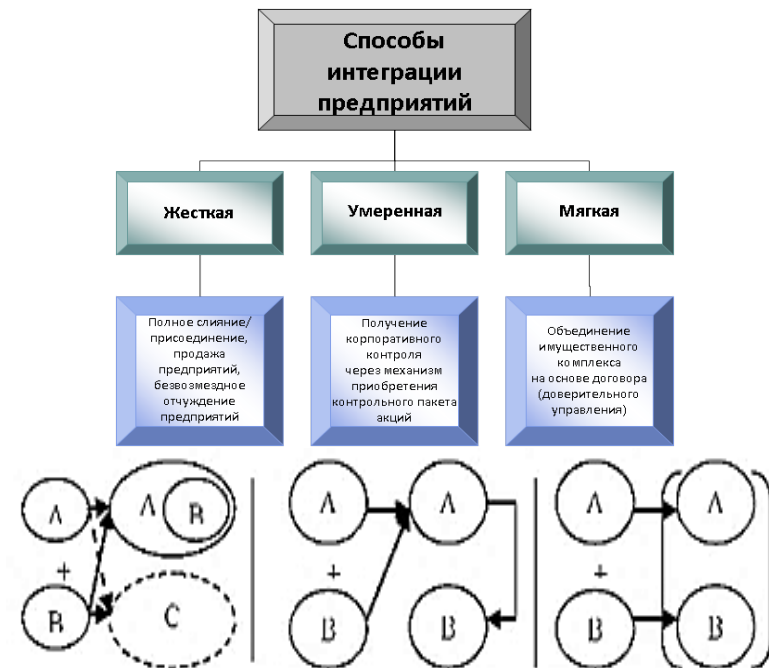 Способы
интеграции
предприятий
Жесткая
Умеренная
Мягкая
Полное слияние/
присоединение,
продажа
предприятий,
безвозмездное
отчуждение
предприятий
Получение
корпоративного
контроля
через механизм
приобретения
контрольного пакета
акций
Объединение
имущественного
комплекса
на основе договора
(доверительного
управления)
А
А
В
+
В
С
А
А
+
В
В
А
А
+
В
В